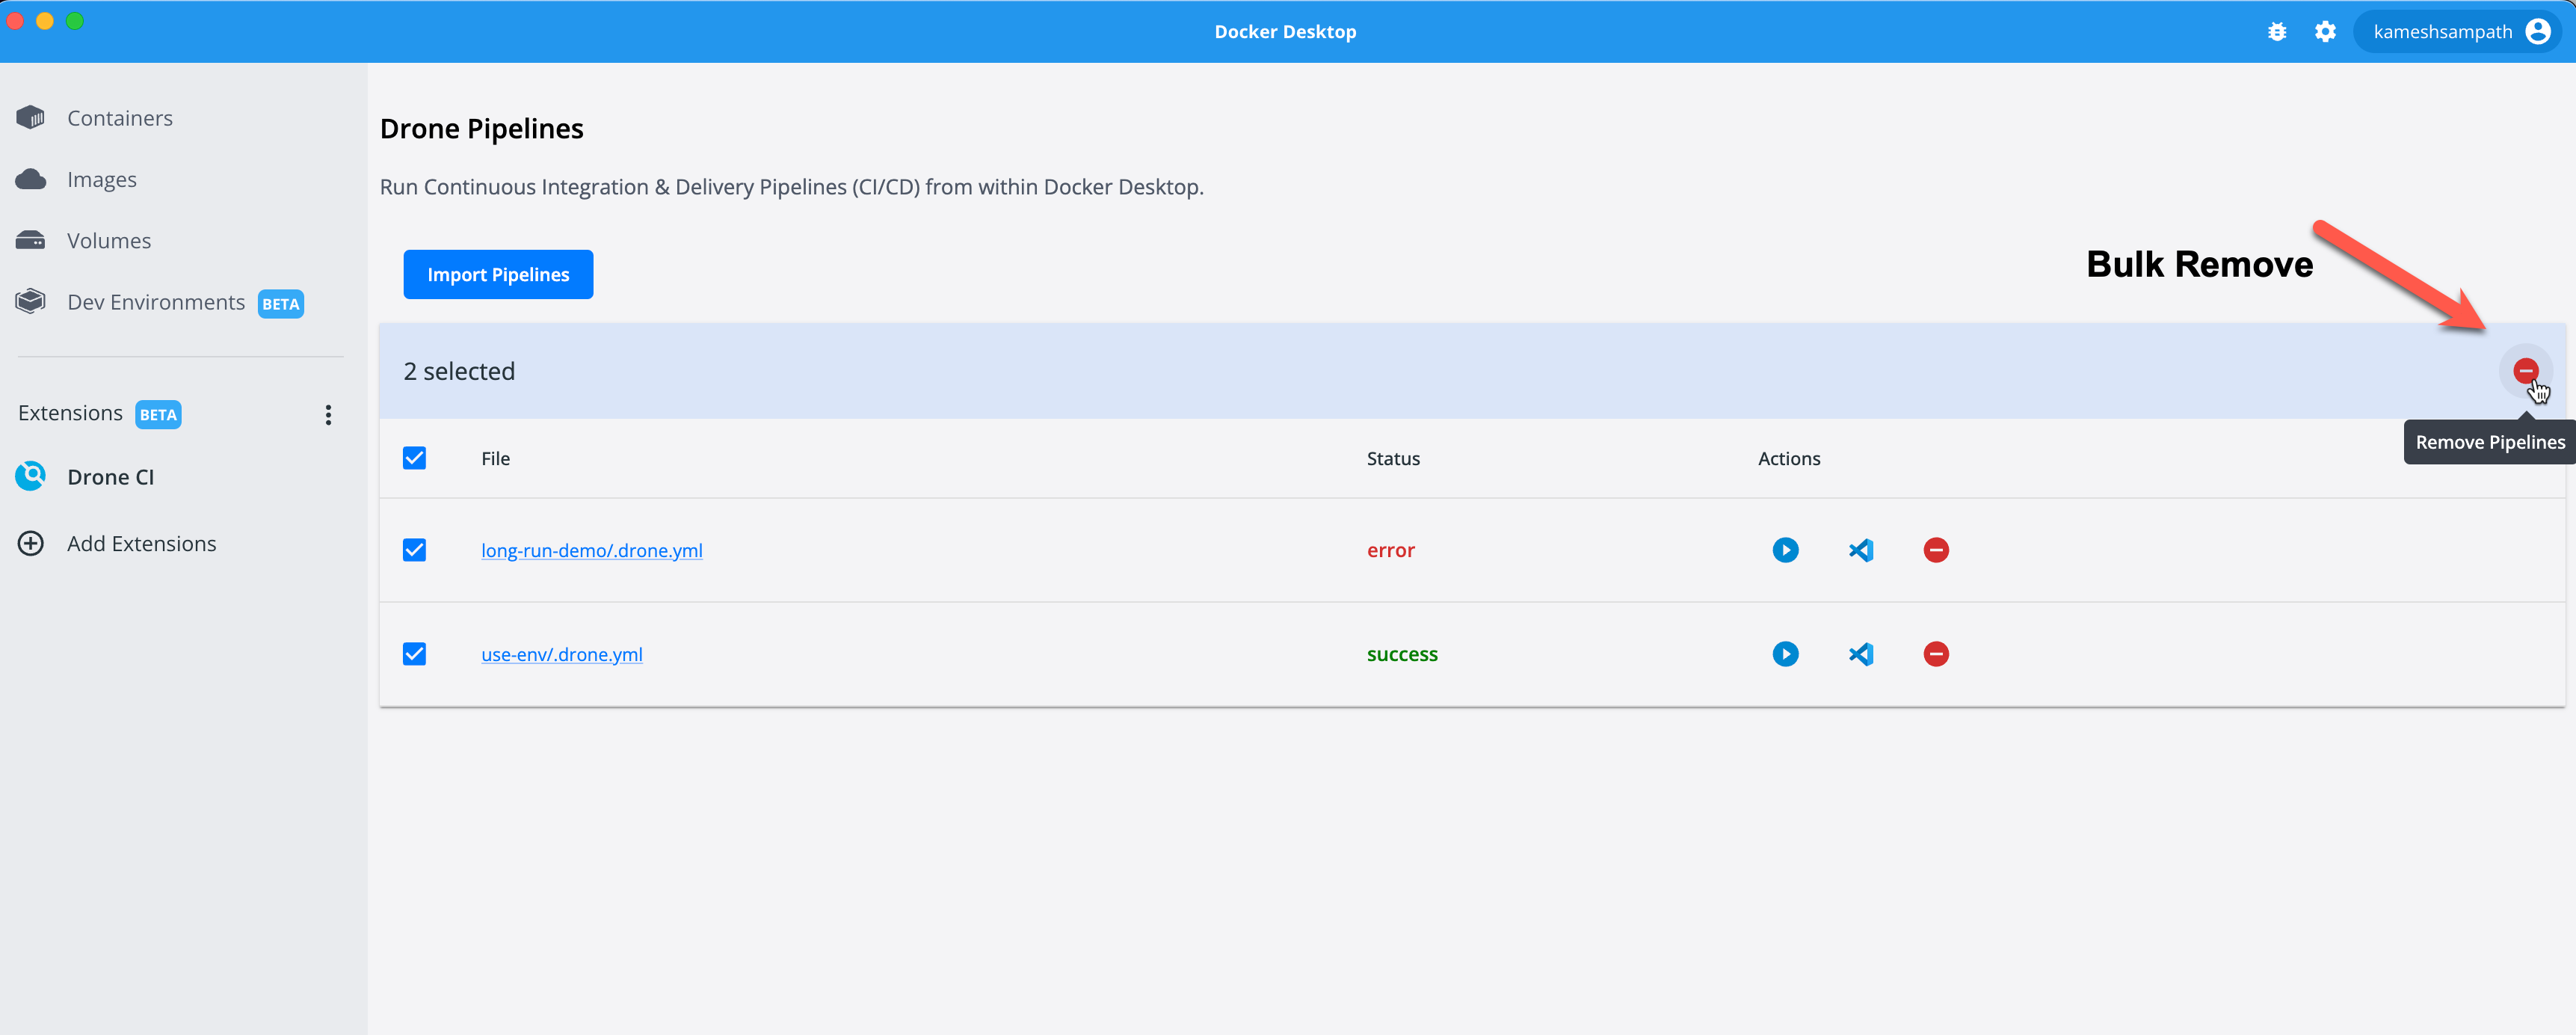 Docker Desktop
kameshsampath
Containers
Images
Volumes
Dev Environments BETA
Extensions BETA
Drone CI
Add Extensions
Drone Pipelines
Run Continuous Integration & Delivery Pipelines (CI/CD) from within Docker Desktop.
Import Pipelines
Bulk Remove
2 selected
Remove Pipelines
File Status Actions
long-run-demo/.drone.yml error
use-env/.drone.yml success